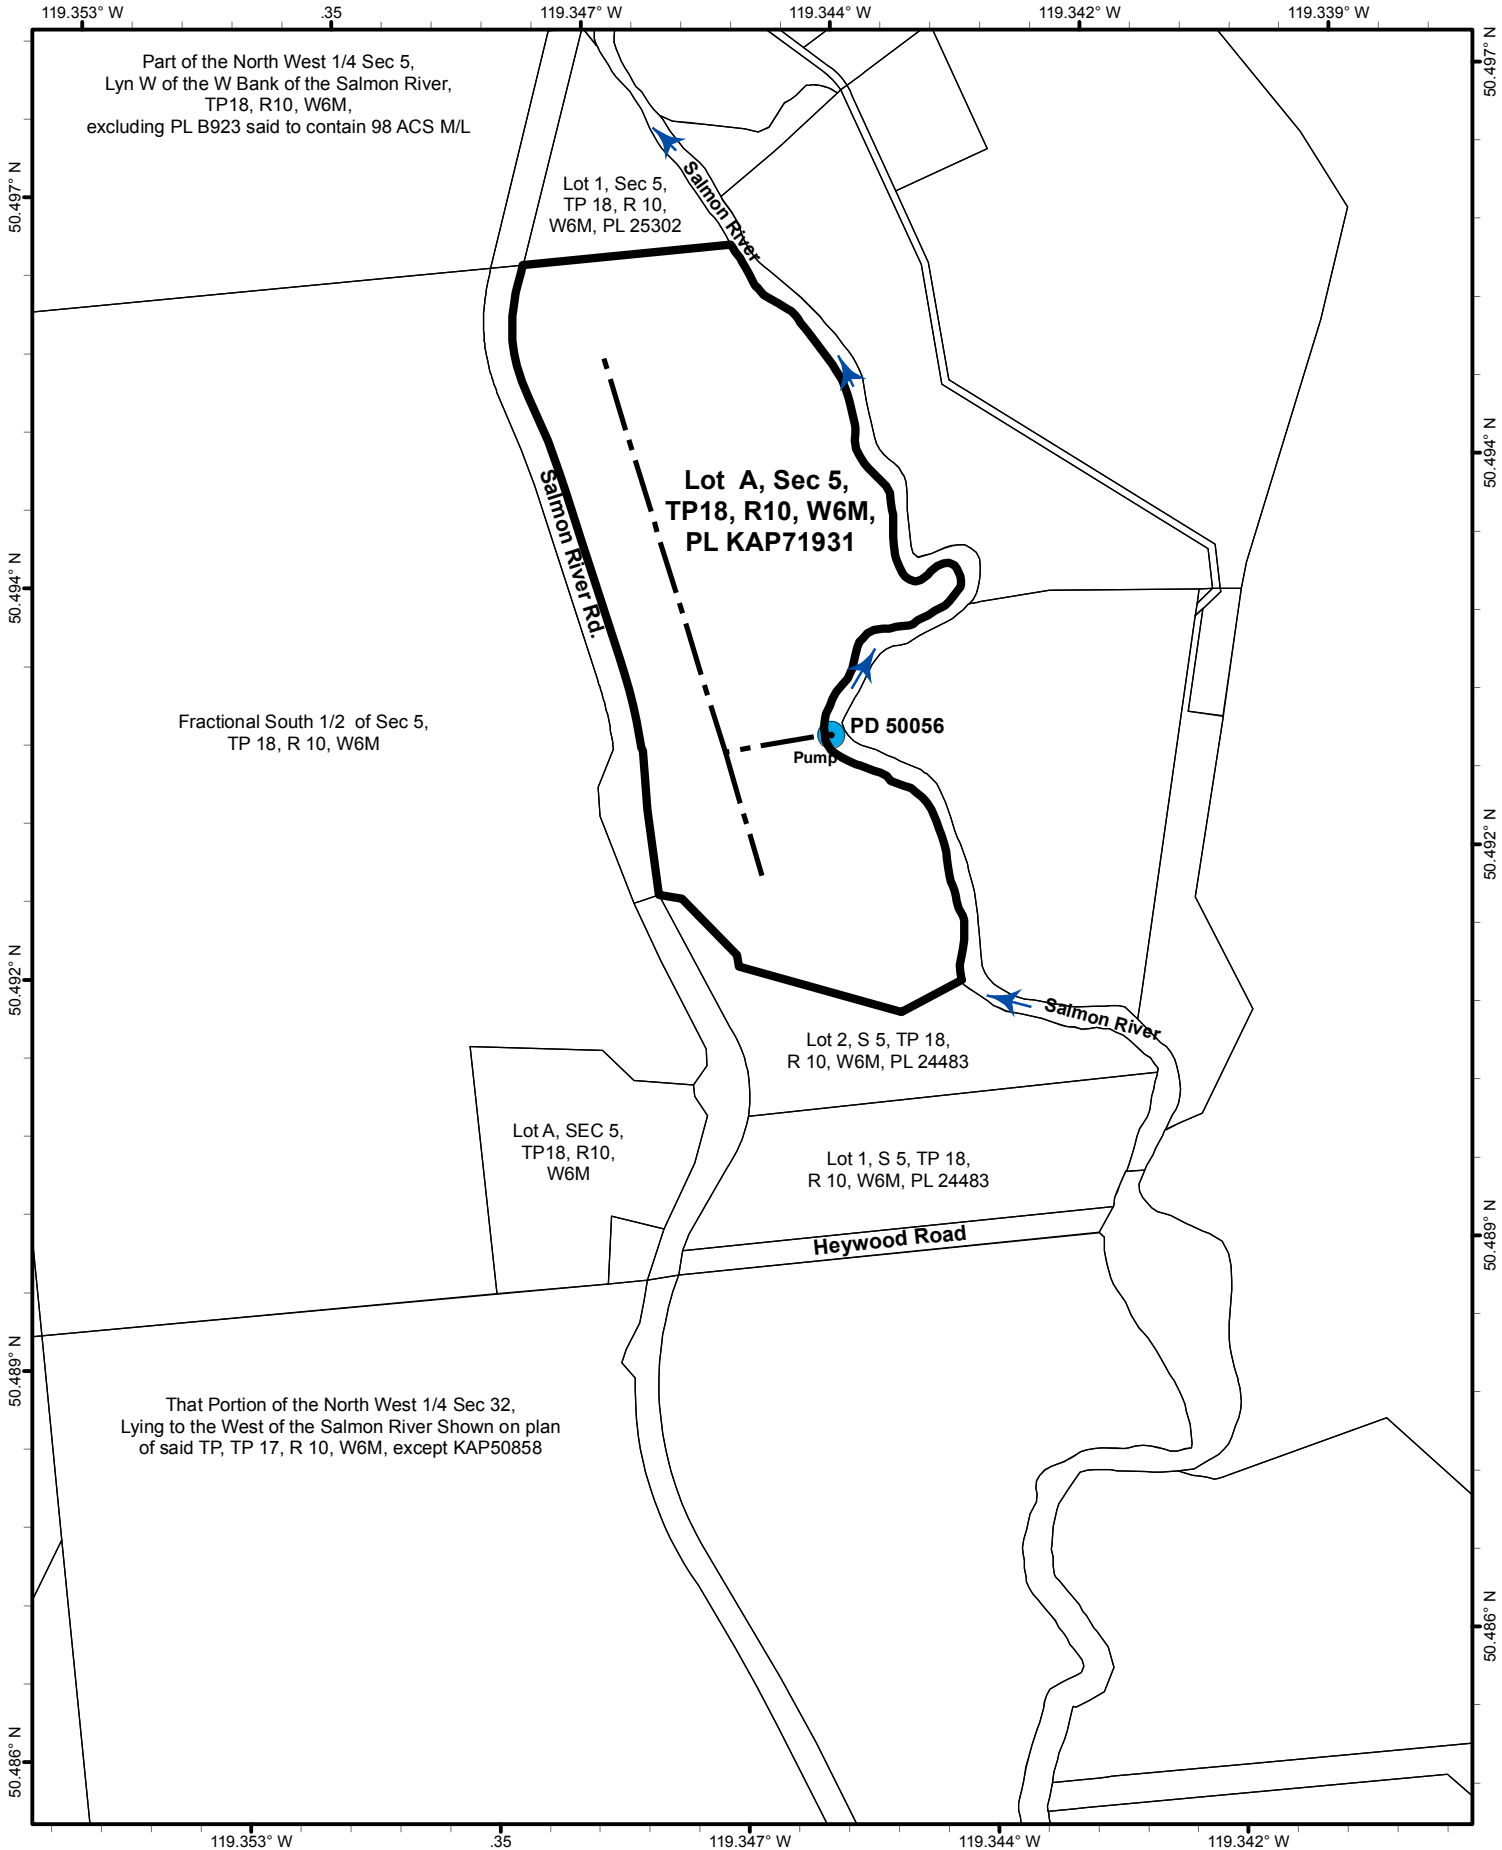 119.353° W
.35
119.347° W
119.344° W
119.342° W
119.339° W
50.497° N
50.497° N
50.494° N
50.494° N
50.492° N
50.492° N
50.489° N
50.489° N
50.486° N
50.486° N
Part of the North West 1/4 Sec 5,
Lyn W of the W Bank of the Salmon River,
TP18, R10, W6M,
excluding PL B923 said to contain 98 ACS M/L
Lot 1, Sec 5,
TP 18, R 10,
W6M, PL 25302
Salmon River
Lot A, Sec 5,
TP18, R10, W6M,
PL KAP71931
Salmon River Rd.
Fractional South 1/2 of Sec 5,
TP 18, R 10, W6M
PD 50056
Pump
Salmon River
Lot 2, S 5, TP 18,
R 10, W6M, PL 24483
Lot A, SEC 5,
TP18, R10,
W6M
Lot 1, S 5, TP 18,
R 10, W6M, PL 24483
Heywood Road
That Portion of the North West 1/4 Sec 32,
Lying to the West of the Salmon River Shown on plan
of said TP, TP 17, R 10, W6M, except KAP50858
119.353° W
.35
119.347° W
119.344° W
119.342° W